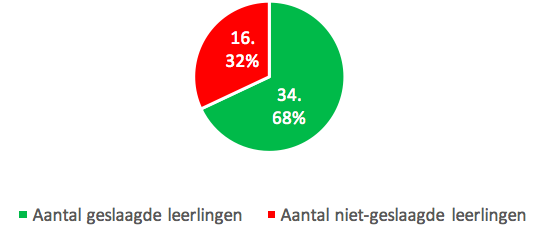 16.
32%
34.
68%
Aantal geslaagde leerlingen
Aantal niet-geslaagde leerlingen